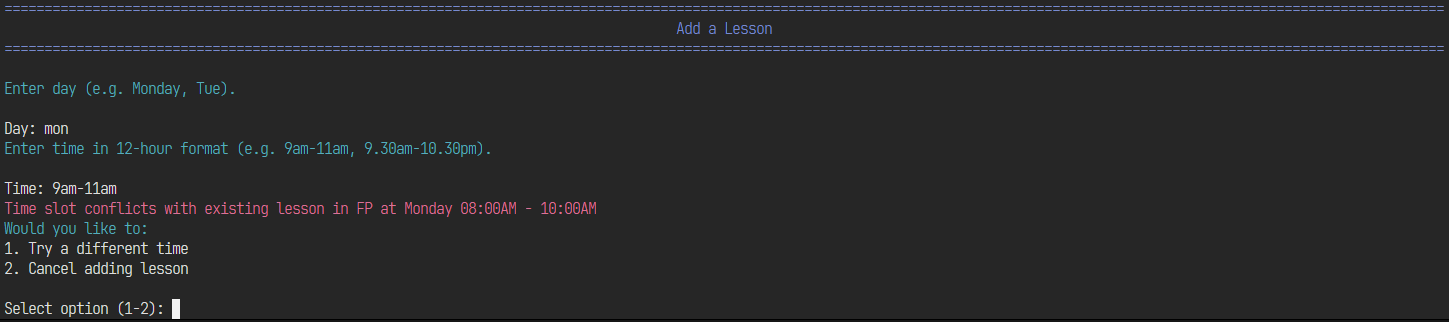 ====================================================================================================================================================================================
Add a Lesson
====================================================================================================================================================================================
Enter day (e.g. Monday, Tue).
Day: mon
Enter time in 12-hour format (e.g. 9am-11am, 9.30am-10.30pm).
Time: 9am-11am
Time slot conflicts with existing lesson in FP at Monday 08:00AM - 10:00AM
Would you like to:
1. Try a different time
2. Cancel adding lesson
Select option (1-2):